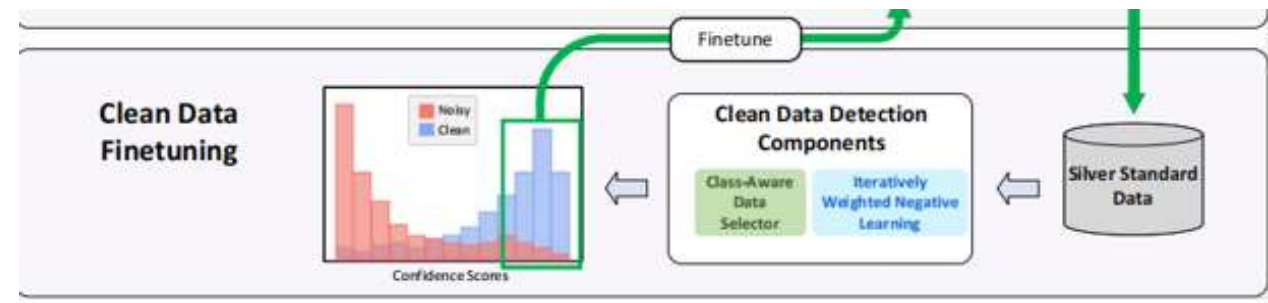 Finetune
Clean Data
Finetuning
Noisy
Clean
Confidence Scores
Clean Data Detection
Components
Class-Aware
Data
Selector
Iteratively
Weighted Negative
Learning
Silver Standard
Data